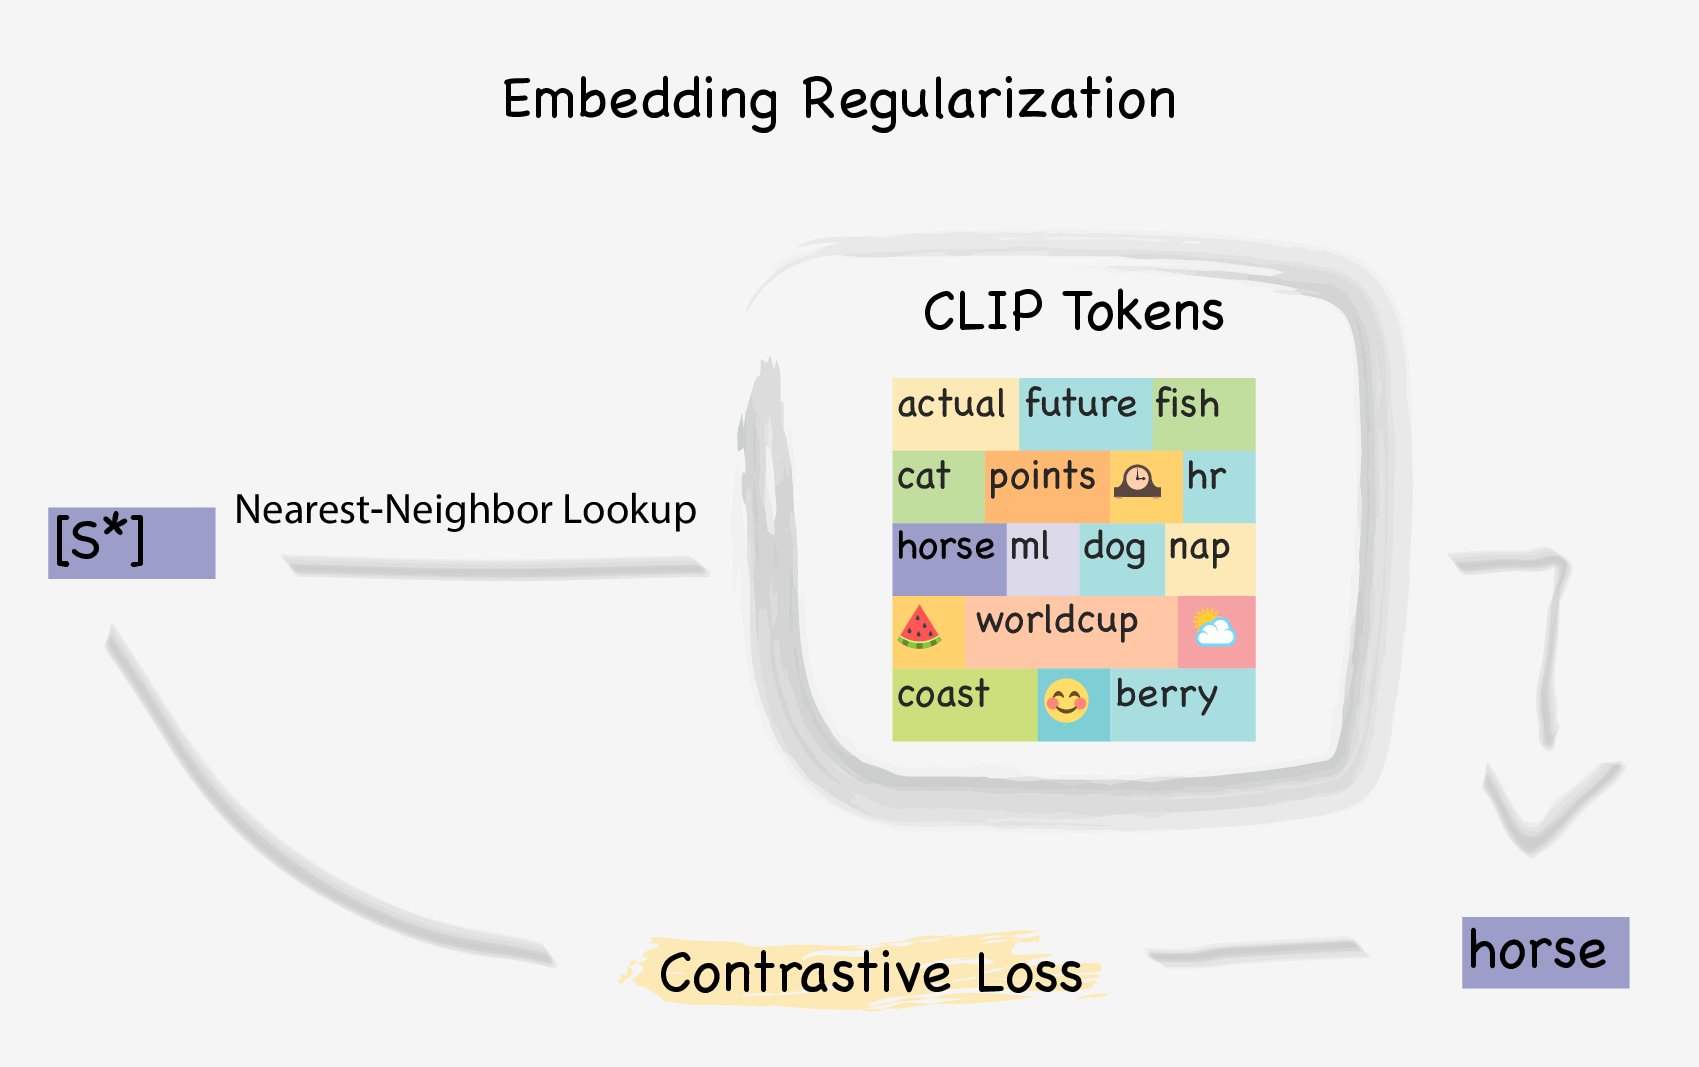 Embedding Regularization
CLIP Tokens
actual future fish
cat points hr
horse ml dog nap
worldcup
coast berry
[S*]
Nearest-Neighbor Lookup
Contrastive Loss
horse